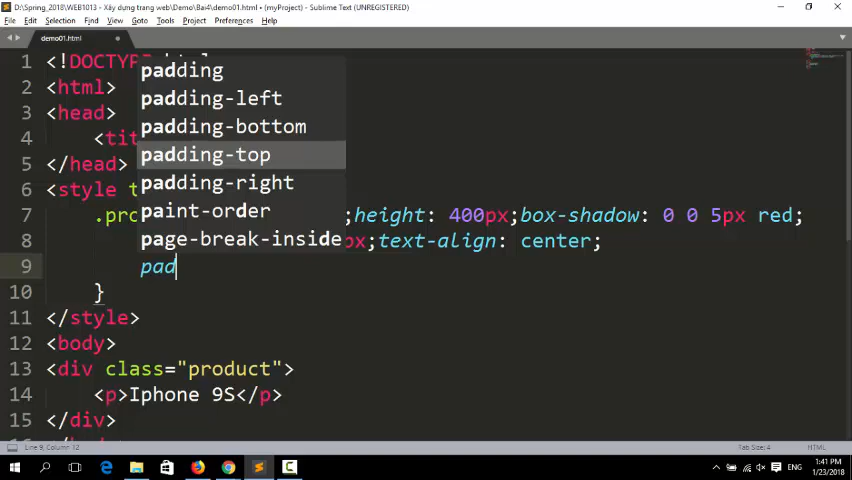 D:\Spring_2018\WEB1013 - Xây dựng trang web\Demo\Bai4\demo01.html • (myProject) - Sublime Text (UNREGISTERED)
File Edit Selection Find View Goto Tools Project Preferences Help
demo01.html
1 <!DOCTYP
2 <html>
3 <head>
4 <tit
5 </head>
6 <style t
7 .pro ;height: 400px;box-shadow: 0 0 5px red;
8 px;text-align: center;
9 pad
10 }
11 </style>
12 <body>
13 <div class="product">
14 <p>Iphone 9S</p>
15 </div>
padding
padding-left
padding-bottom
padding-top
padding-right
paint-order
page-break-inside
Line 9, Column 12
Tab Size: 4
HTML
ENG
1:41 PM
1/23/2018